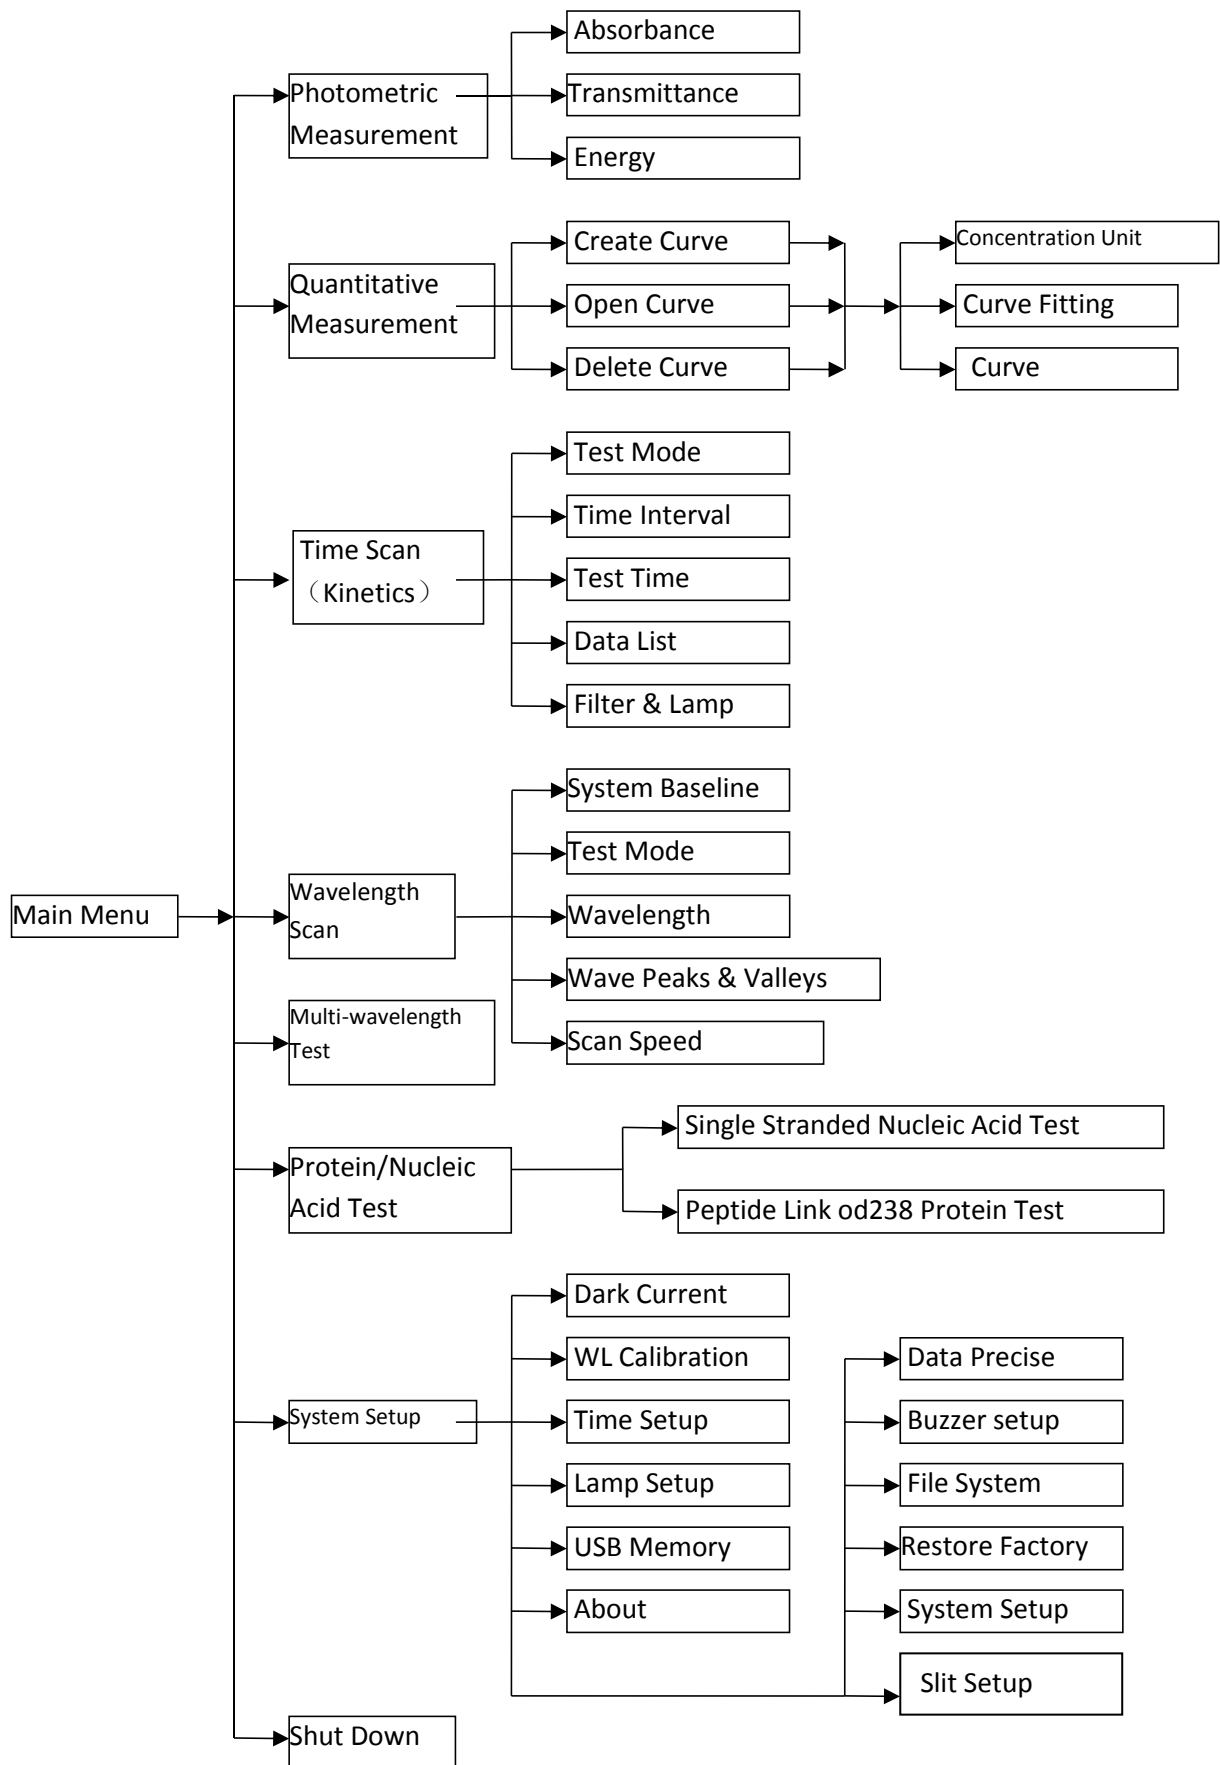 Absorbance
Photometric
Measurement
Transmittance
Energy
Quantitative
Measurement
Create Curve
Open Curve
Delete Curve
Concentration Unit
Curve Fitting
Curve
Time Scan
（Kinetics）
Test Mode
Time Interval
Test Time
Data List
Filter & Lamp
Main Menu
Wavelength
Scan
System Baseline
Test Mode
Wavelength
Wave Peaks & Valleys
Scan Speed
Multi-wavelength
Test
Protein/Nucleic
Acid Test
Single Stranded Nucleic Acid Test
Peptide Link od238 Protein Test
System Setup
Dark Current
WL Calibration
Time Setup
Lamp Setup
USB Memory
About
Data Precise
Buzzer setup
File System
Restore Factory
System Setup
Slit Setup
Shut Down